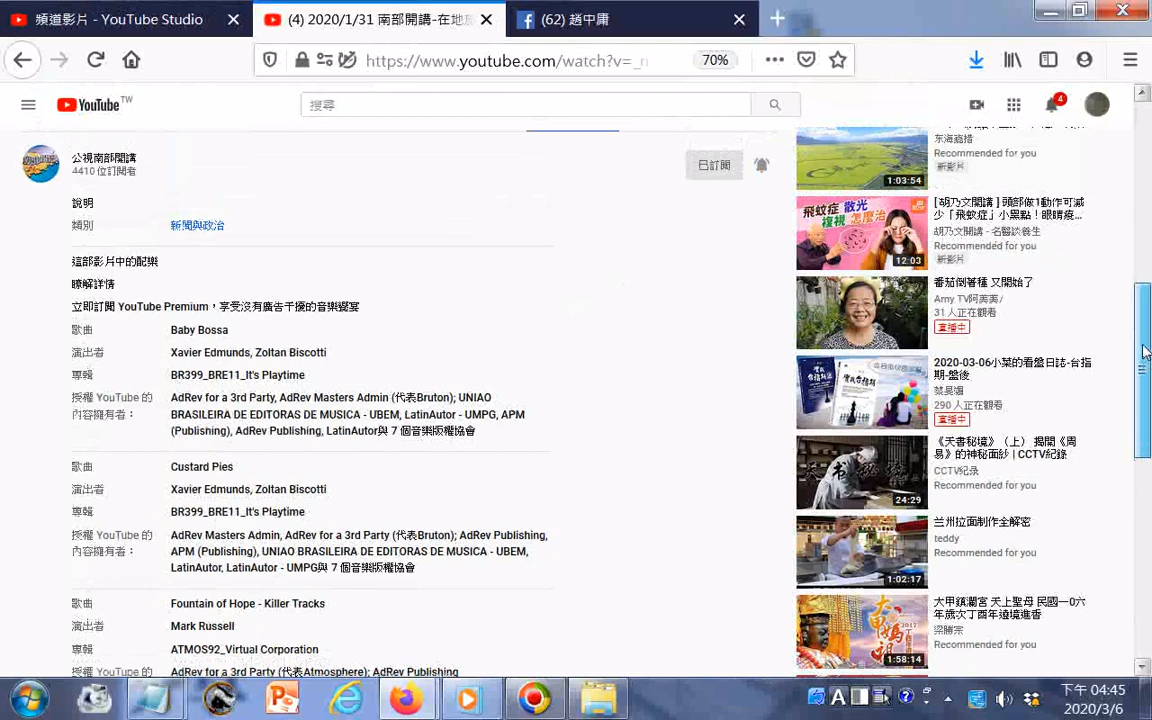 頻道影片 - YouTube Studio
(4) 2020/1/31 南部開講-在地
(62) 趙中庸
https://www.youtube.com/watch?v=_n
70%
YouTube TW
搜尋
4
公視南部開講
4410 位訂閱者
已訂閱
說明
類別 新聞與政治
這部影片中的配樂
瞭解詳情
立即訂閱 YouTube Premium，享受沒有廣告干擾的音樂饗宴
歌曲 Baby Bossa
演出者 Xavier Edmunds, Zoltan Biscotti
專輯 BR399_BRE11_It's Playtime
授權 YouTube 的 AdRev for a 3rd Party, AdRev Masters Admin (代表Bruton); UNIAO
內容擁有者： BRASILEIRA DE EDITORAS DE MUSICA - UBEM, LatinAutor - UMPG, APM
(Publishing), AdRev Publishing, LatinAutor與 7 個音樂版權協會
歌曲 Custard Pies
演出者 Xavier Edmunds, Zoltan Biscotti
專輯 BR399_BRE11_It's Playtime
授權 YouTube 的 AdRev Masters Admin, AdRev for a 3rd Party (代表Bruton); AdRev Publishing,
內容擁有者： APM (Publishing), UNIAO BRASILEIRA DE EDITORAS DE MUSICA - UBEM,
LatinAutor, LatinAutor - UMPG與 7 個音樂版權協會
歌曲 Fountain of Hope - Killer Tracks
演出者 Mark Russell
專輯 ATMOS92_Virtual Corporation
AdRev for a 3rd Party (代表Atmosphere); AdRev Publishing
东海嘉措
Recommended for you
新影片
1:03:54
飛蚊症 散光
複視 怎麼治
12:03
[胡乃文開講 ] 頭部做1動作可減
少「飛蚊症」小黑點！眼睛疲...
胡乃文開講 - 名醫談養生
Recommended for you
新影片
番茄倒著種 又開始了
Amy TV阿芙芙/
31 人正在觀看
直播中
2020-03-06小菜的看盤日誌-台指
期-盤後
290 人正在觀看
直播中
《天書秘境》（上） 揭開《周
易》的神秘面紗 | CCTV紀錄
CCTV纪录
Recommended for you
24:29
兰州拉面制作全解密
teddy
Recommended for you
1:02:17
大甲鎮瀾宮 天上聖母 民國一0六
年歲次丁酉年遶境進香
梁勝宗
Recommended for you
2017
1:58:14
下午 04:45
2020/3/6